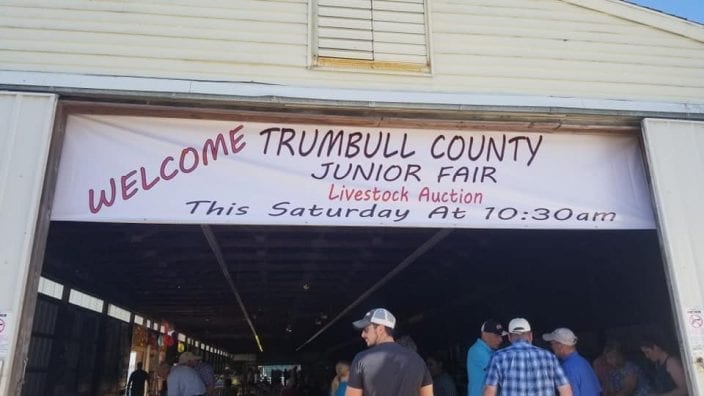 WELCOME TRUMBULL COUNTY
JUNIOR FAIR
Livestock Auction
This Saturday At 10:30am